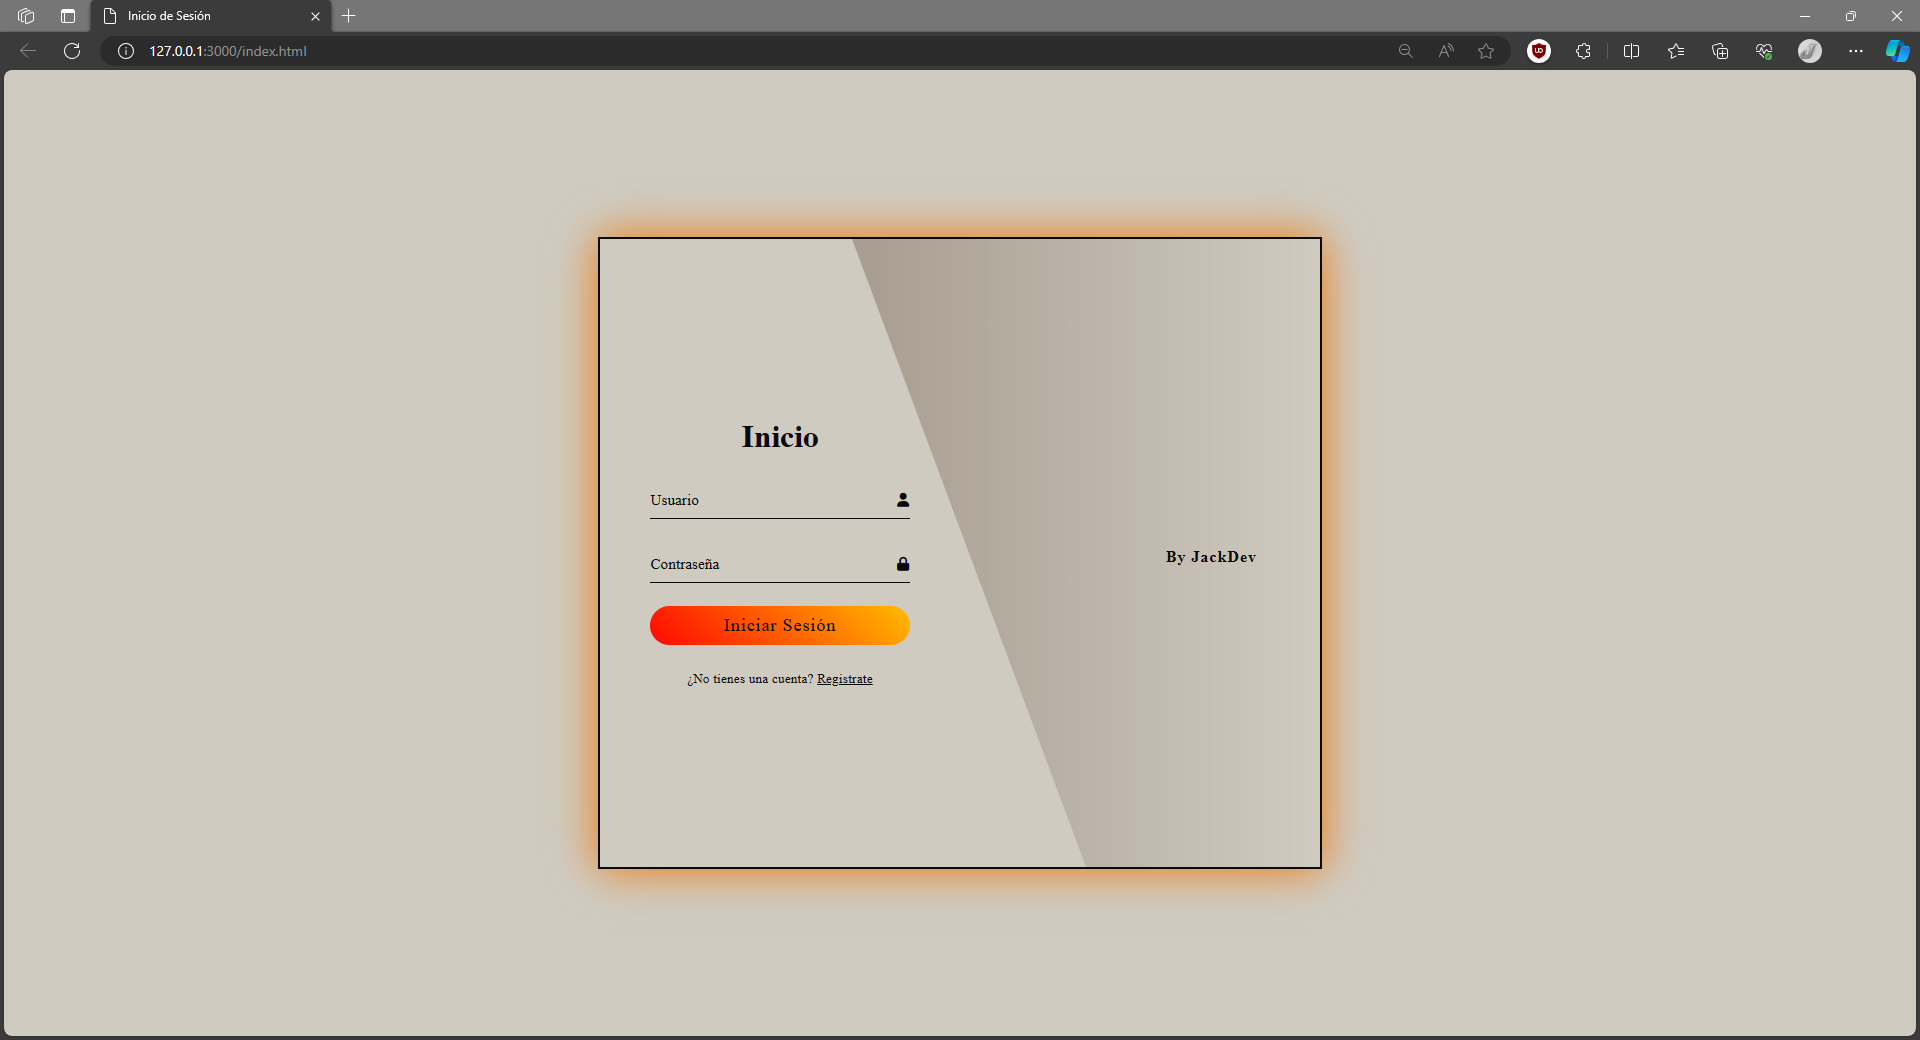 Inicio de Sesión
127.0.0.1:3000/index.html
Inicio
Usuario
Contraseña
By JackDev
Iniciar Sesión
¿No tienes una cuenta? Registrate